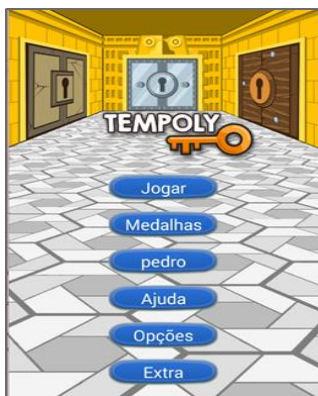 TEMPOLY
Jogar
Medalhas
pedro
Ajuda
Opções
Extra